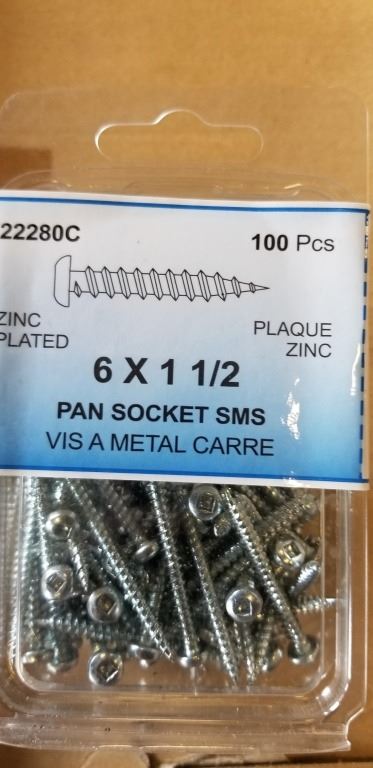 22280C
100 Pcs
ZINC
PLATED
PLAQUE
ZINC
6 X 1 1/2
PAN SOCKET SMS
VIS A METAL CARRE